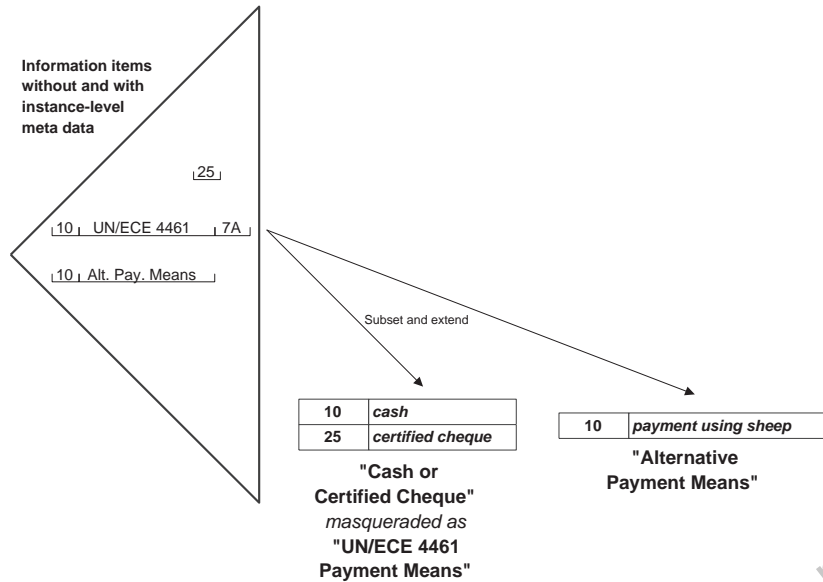 Information items
without and with
instance-level
meta data
25
10 UN/ECE 4461 7A
10 Alt. Pay. Means
Subset and extend
10 cash
25 certified cheque
"Cash or
Certified Cheque"
masqueraded as
"UN/ECE 4461
Payment Means"
10 payment using sheep
"Alternative
Payment Means"